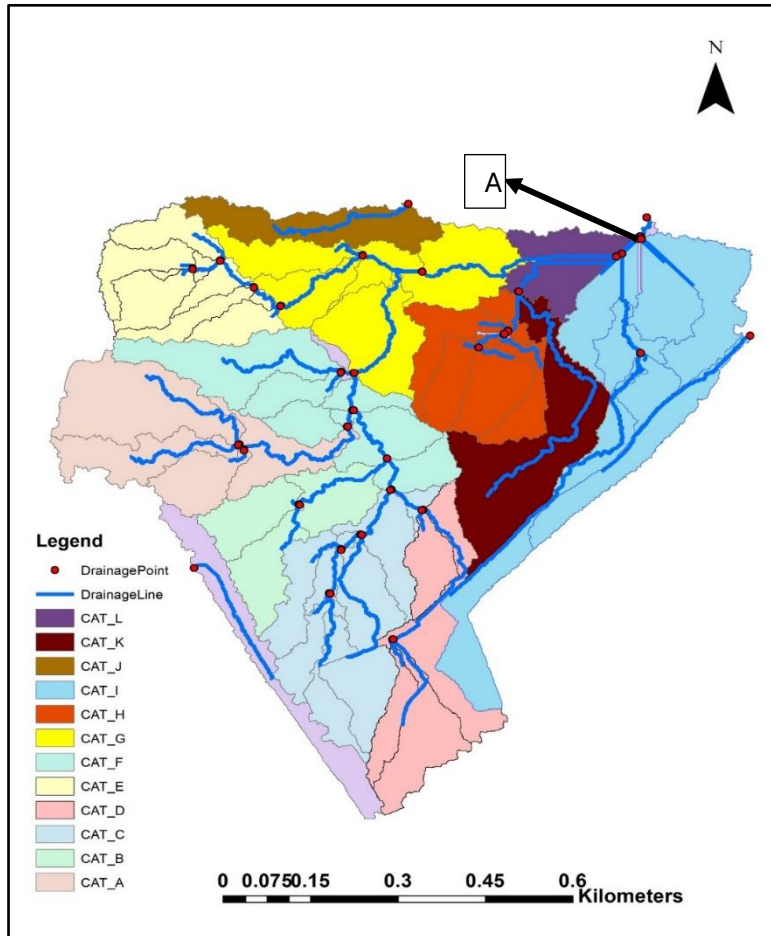 N
A
Legend
DrainagePoint
DrainageLine
CAT_L
CAT_K
CAT_J
CAT_I
CAT_H
CAT_G
CAT_F
CAT_E
CAT_D
CAT_C
CAT_B
CAT_A
0 0.0750.15 0.3 0.45 0.6
Kilometers